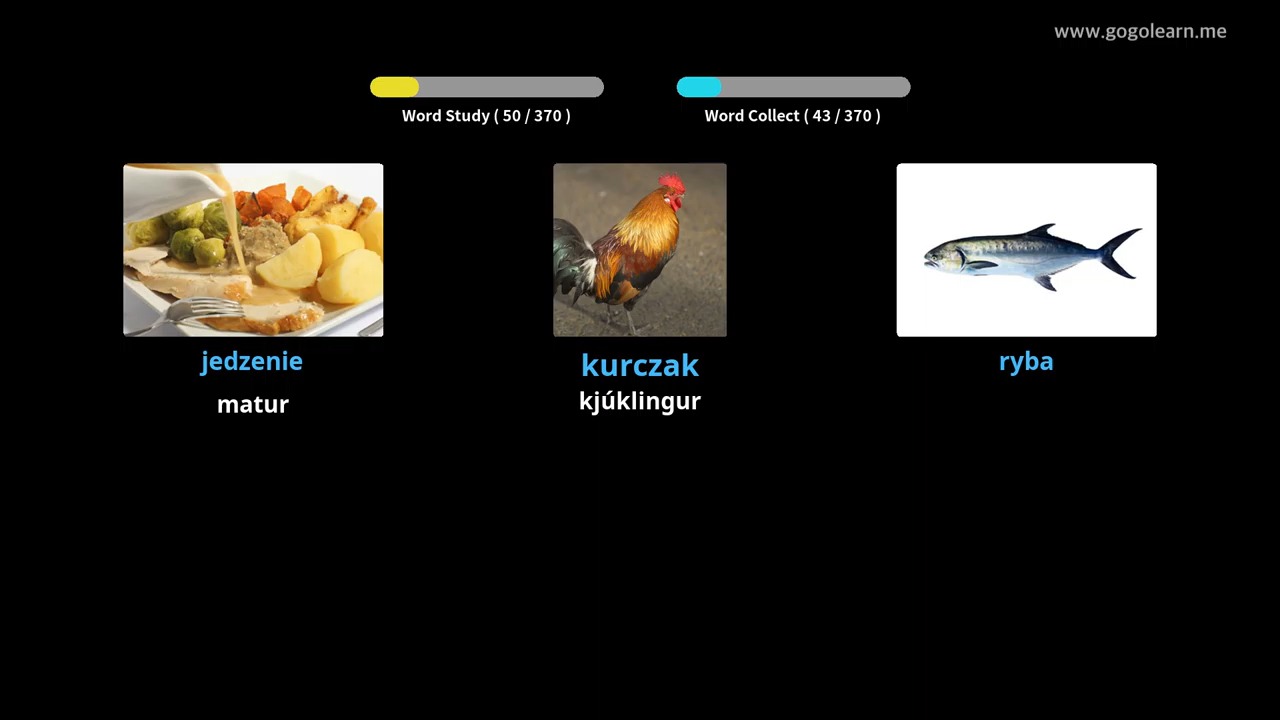 www.gogolearn.me
Word Study ( 50 / 370 )
Word Collect ( 43 / 370 )
jedzenie
matur
kurczak
kjúklingur
ryba